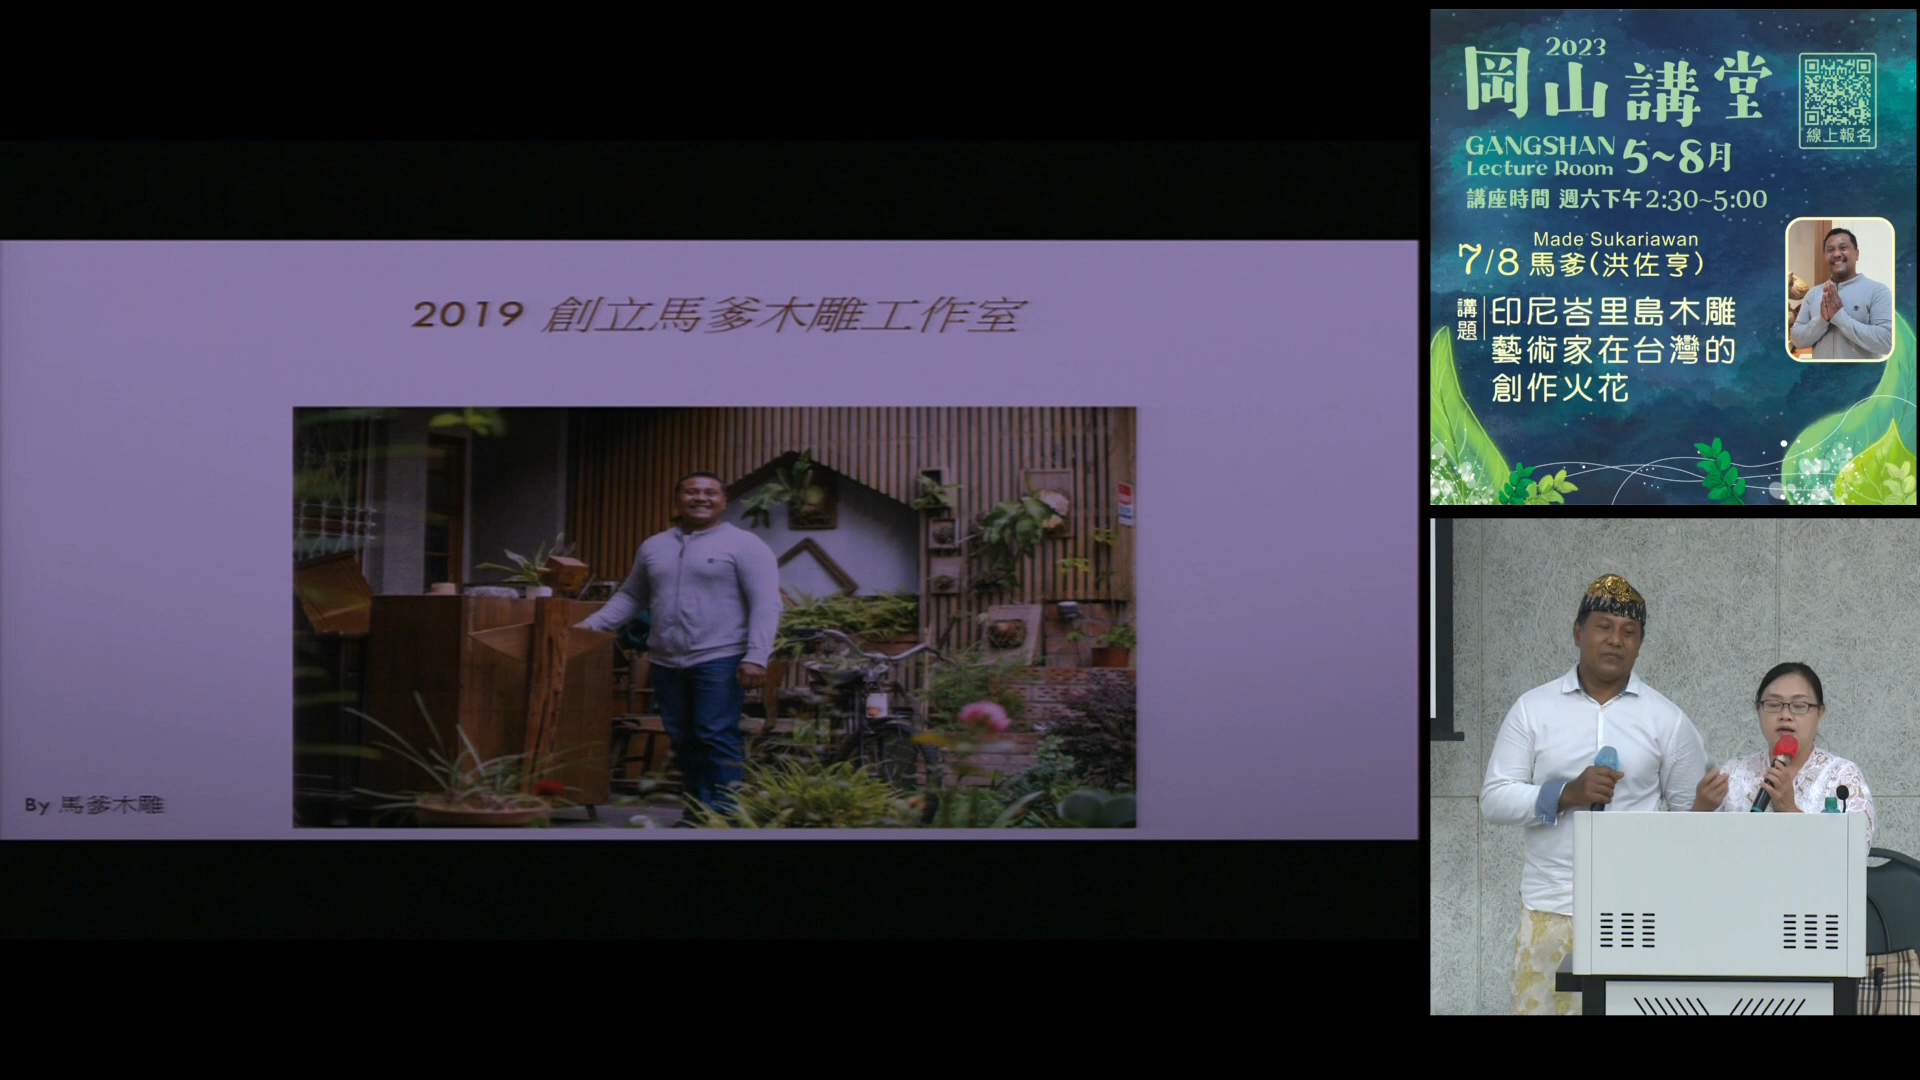 2019 創立馬爹木雕工作室
By 馬爹木雕
2023
岡山講堂
線上報名
GANGSHAN
Lecture Room
5~8月
講座時間 週六下午2:30~5:00
Made Sukariawan
7/8 馬爹(洪佐亨)
講題
印尼峇里島木雕
藝術家在台灣的
創作火花